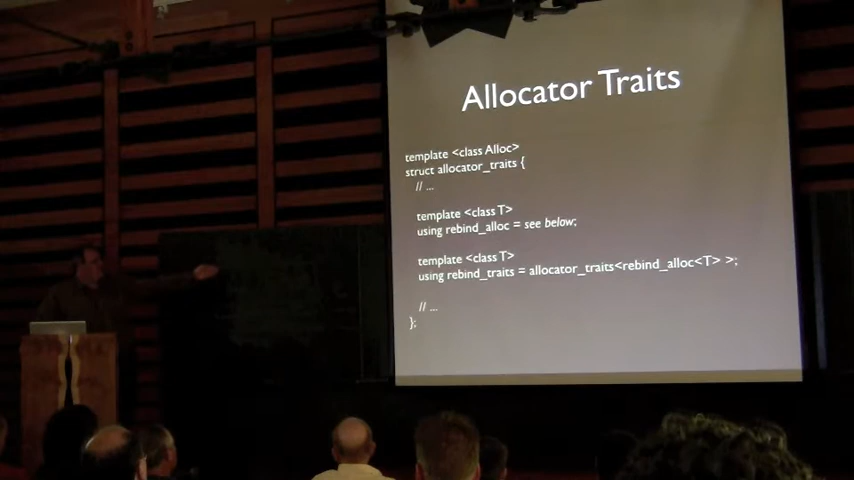 Allocator Traits
template <class Alloc>
struct allocator_traits {
// ...
template <class T>
using rebind_alloc = see below;
template <class T>
using rebind_traits = allocator_traits<rebind_alloc<T> >;
// ...
};